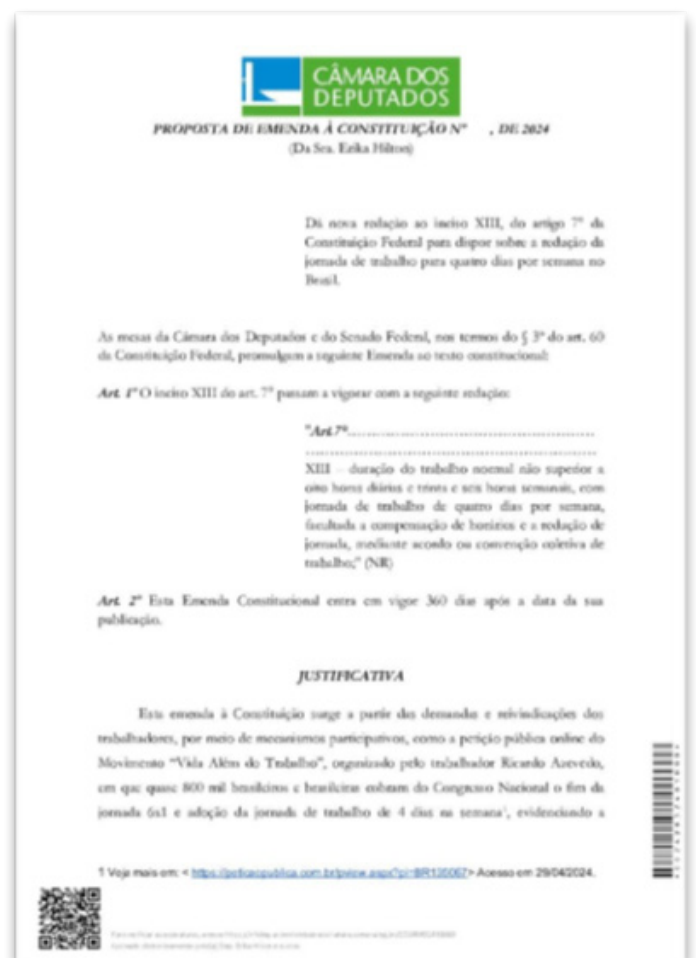 CÂMARA DOS
DEPUTADOS
PROPOSTA DE EMENDA À CONSTITUIÇÃO Nº , DE 2024
(Da Sra. Erika Hilton)
Dá nova redação ao inciso XIII, do artigo 7º da
Constituição Federal para dispor sobre a redução da
jornada de trabalho para quatro dias por semana no
Brasil.
As mesas da Câmara dos Deputados e do Senado Federal, nos termos do § 3º do art. 60
da Constituição Federal, promulgam a seguinte Emenda ao texto constitucional:
Art. 1º O inciso XIII do art. 7º passam a vigorar com a seguinte redação:
"Art.7º..........................................................
....................................................................
XIII – duração do trabalho normal não superior a
oito horas diárias e trinta e seis horas semanais, com
jornada de trabalho de quatro dias por semana,
facultada a compensação de horários e a redução de
jornada, mediante acordo ou convenção coletiva de
trabalho;" (NR)
Art. 2º Esta Emenda Constitucional entra em vigor 360 dias após a data da sua
publicação.
JUSTIFICATIVA
Esta emenda à Constituição surge a partir das demandas e reivindicações dos
trabalhadores, por meio de mecanismos participativos, como a petição pública online do
Movimento “Vida Além do Trabalho”, organizado pelo trabalhador Ricardo Azevedo,
em que quase 800 mil brasileiros e brasileiras cobram do Congresso Nacional o fim da
jornada 6x1 e adoção da jornada de trabalho de 4 dias na semana¹, evidenciando a
1 Veja mais em: < https://peticaopublica.com.br/pview.aspx?pi=BR135067> Acesso em 29/04/2024.